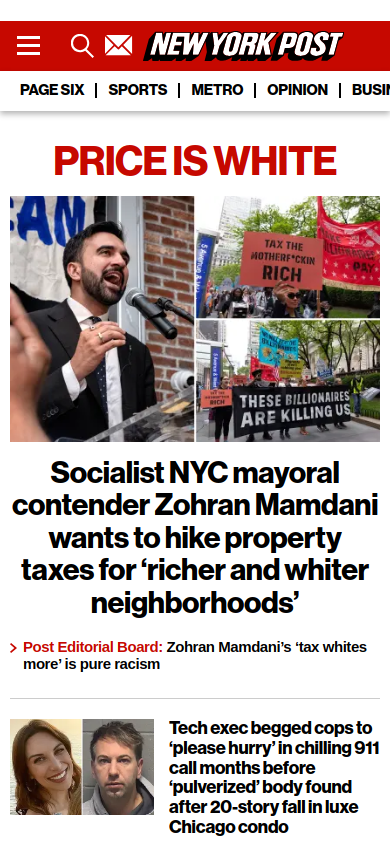 NEW YORK POST
PAGE SIX | SPORTS | METRO | OPINION | BUSIN
PRICE IS WHITE
AM
TAX THE
MOTHERF*CKIN
RICH
PAY
THESE BILLIONAIRES
ARE KILLING US
Socialist NYC mayoral
contender Zohran Mamdani
wants to hike property
taxes for ‘richer and whiter
neighborhoods’
Post Editorial Board: Zohran Mamdani’s ‘tax whites
more’ is pure racism
Tech exec begged cops to
‘please hurry’ in chilling 911
call months before
‘pulverized’ body found
after 20-story fall in luxe
Chicago condo